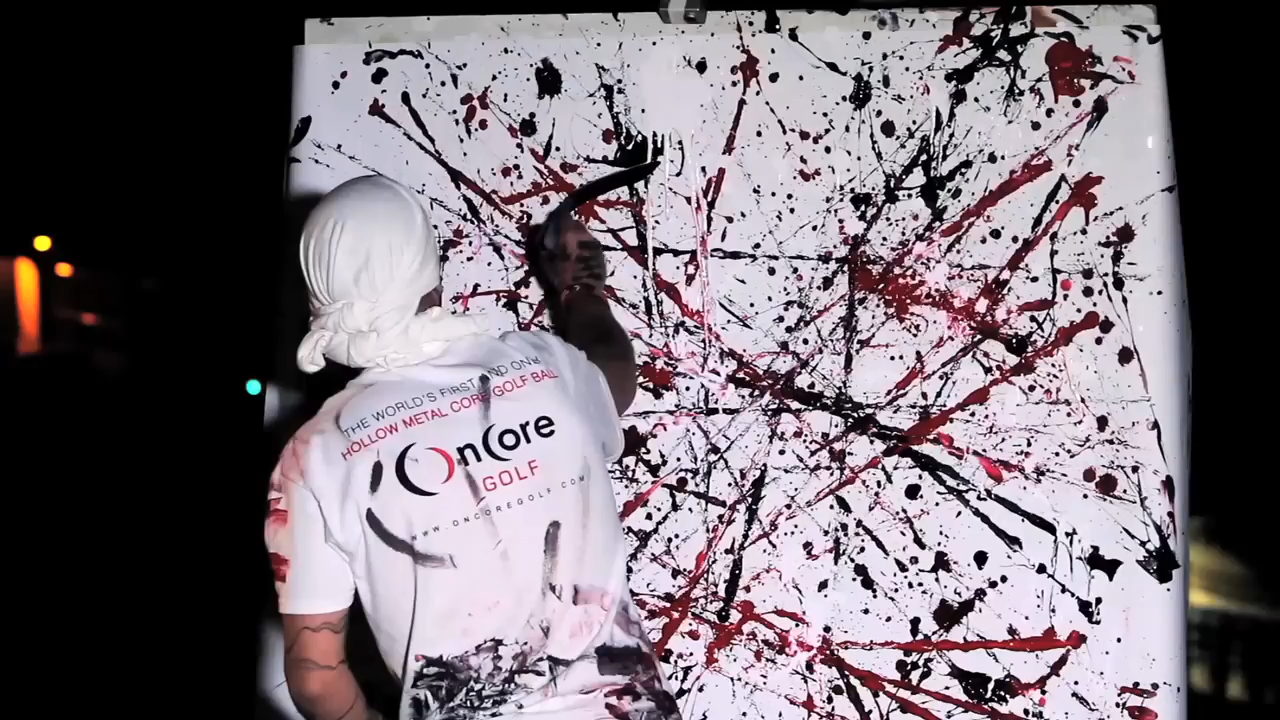 THE WORLD'S FIRST AND ONLY
HOLLOW METAL CORE GOLF BALL
OnCore
GOLF
WWW.ONCOREGOLF.COM